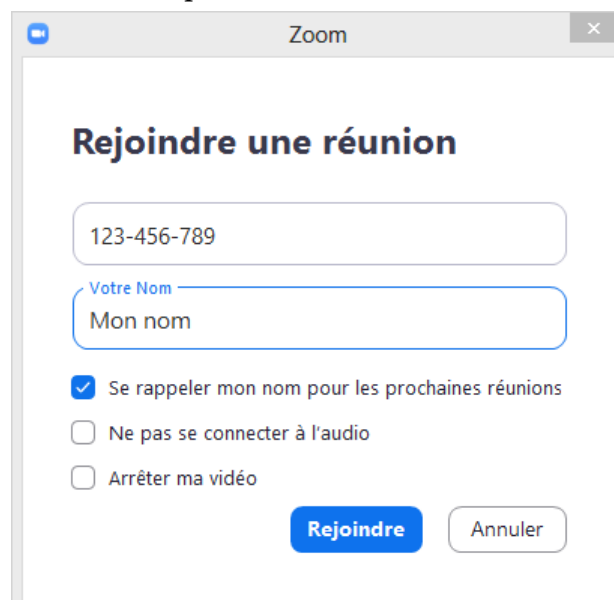 Zoom
Rejoindre une réunion
123-456-789
Votre Nom
Mon nom
Se rappeler mon nom pour les prochaines réunions
Ne pas se connecter à l'audio
Arrêter ma vidéo
Rejoindre Annuler